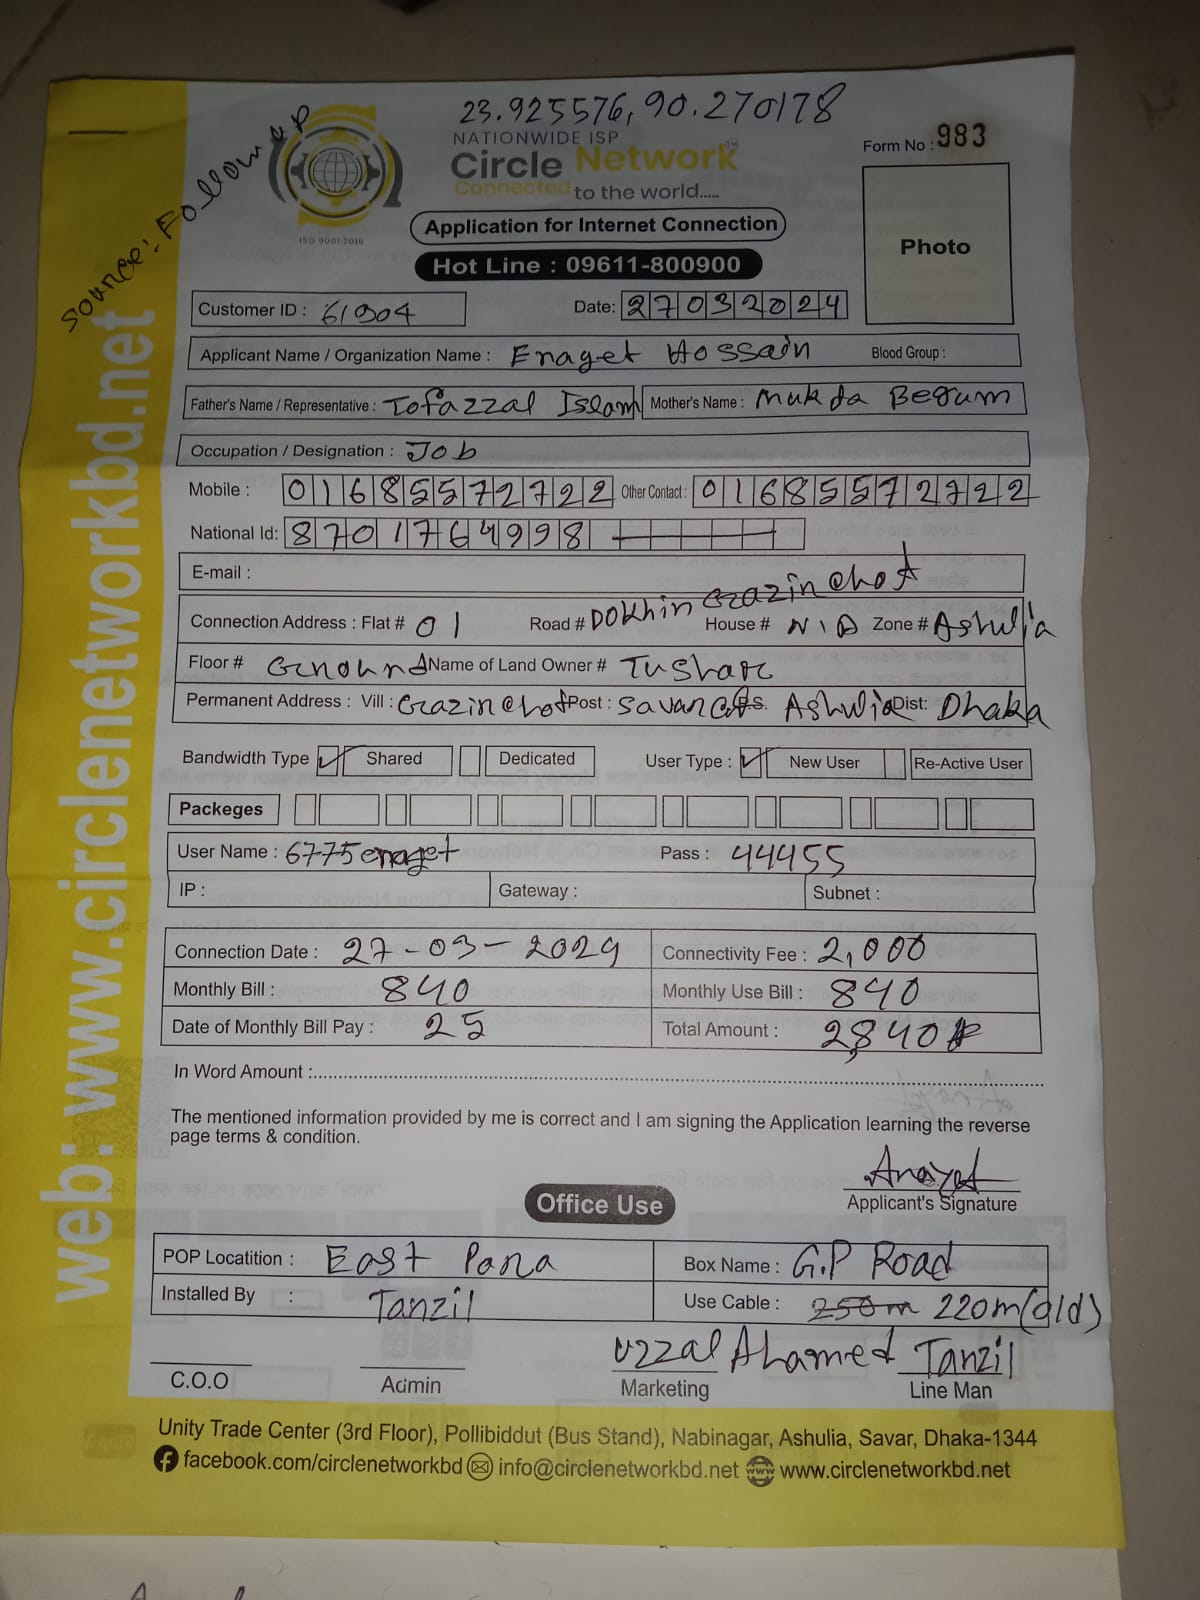 23.925576, 90.270178
Source: Follow up
NATIONWIDE ISP
Circle Network
Connected to the world.....
ISO 9001:2015
Form No : 983
Photo
Application for Internet Connection
Hot Line : 09611-800900
Customer ID : 61904 Date: 27032024
Applicant Name / Organization Name : Enayet Hossain Blood Group :
Father's Name / Representative : Tofazzal Islam Mother's Name : Mukda Begum
Occupation / Designation : Job
Mobile : 01685572722 Other Contact : 01685572722
National Id: 8701764998
E-mail :
Connection Address : Flat # 01 Road # Dokhin Gazirchot House # N/A Zone # Ashulia
Floor # Ground Name of Land Owner # Tushar
Permanent Address : Vill : Gazirchot Post : Savar P.S. Ashulia Dist: Dhaka
Bandwidth Type ✓ Shared Dedicated User Type : ✓ New User Re-Active User
Packeges
User Name : 6775enayet Pass : 44455
IP : Gateway : Subnet :
Connection Date : 27-03-2024 Connectivity Fee : 2,000
Monthly Bill : 840 Monthly Use Bill : 840
Date of Monthly Bill Pay : 25 Total Amount : 2,840
In Word Amount :
The mentioned information provided by me is correct and I am signing the Application learning the reverse
page terms & condition.
Anayet
Applicant's Signature
Office Use
POP Locatition : East Para Box Name : G.P Road
Installed By : Tanzil Use Cable : 250m 220m(old)
Uzzal Ahamed Tanzil
C.O.O Admin Marketing Line Man
Unity Trade Center (3rd Floor), Pollibiddut (Bus Stand), Nabinagar, Ashulia, Savar, Dhaka-1344
facebook.com/circlenetworkbd info@circlenetworkbd.net www.circlenetworkbd.net
web: www.circlenetworkbd.net